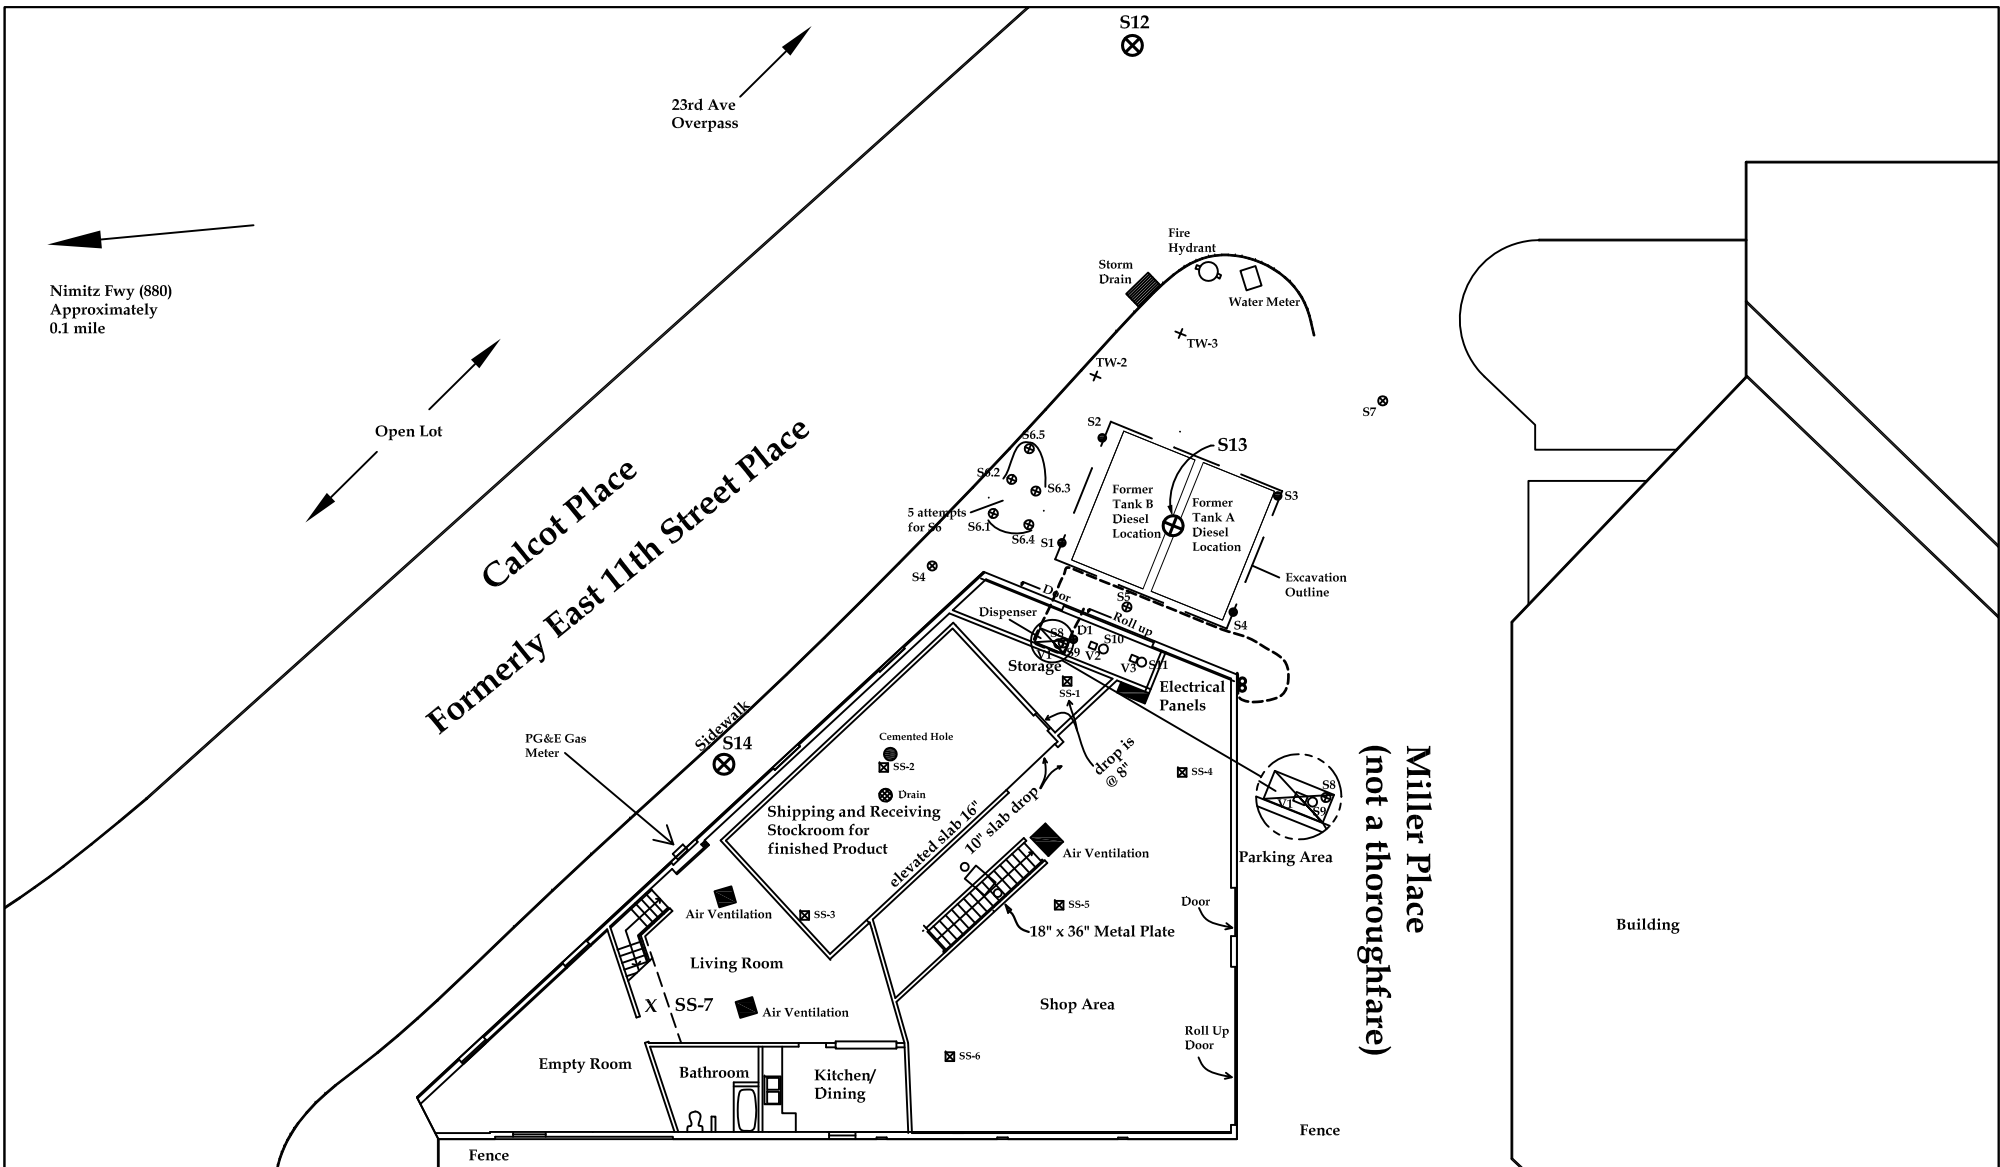 S12
23rd Ave
Overpass
Nimitz Fwy (880)
Approximately
0.1 mile
Fire
Hydrant
Storm
Drain
Water Meter
TW-3
TW-2
S7
Open Lot
S2
S13
S6.5
S6.2
S6.3
5 attempts
for S6
S6.1
S6.4
S1
Former
Tank B
Diesel
Location
Former
Tank A
Diesel
Location
S3
Calcot Place
Formerly East 11th Street Place
S4
Excavation
Outline
Door
S5
Roll up
S4
Dispenser
S8
D1
S10
V1
S9
V2
V3
S11
Storage
SS-1
Electrical
Panels
Sidewalk
S14
PG&E Gas
Meter
Cemented Hole
SS-2
Drain
drop is
@ 8"
SS-4
Shipping and Receiving
Stockroom for
finished Product
elevated slab 16"
10" slab drop
S8
V1
S9
Parking Area
Miller Place
(not a thoroughfare)
Air Ventilation
Air Ventilation
SS-3
SS-5
18" x 36" Metal Plate
Door
Building
Living Room
X SS-7
Air Ventilation
Shop Area
Roll Up
Door
SS-6
Empty Room
Bathroom
Kitchen/
Dining
Fence
Fence